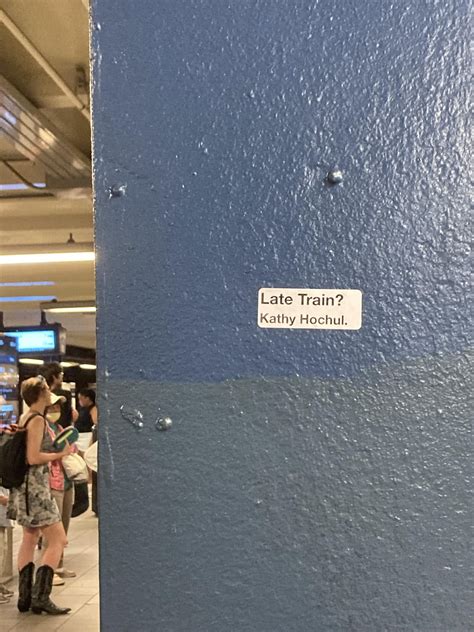 Late Train?
Kathy Hochul.